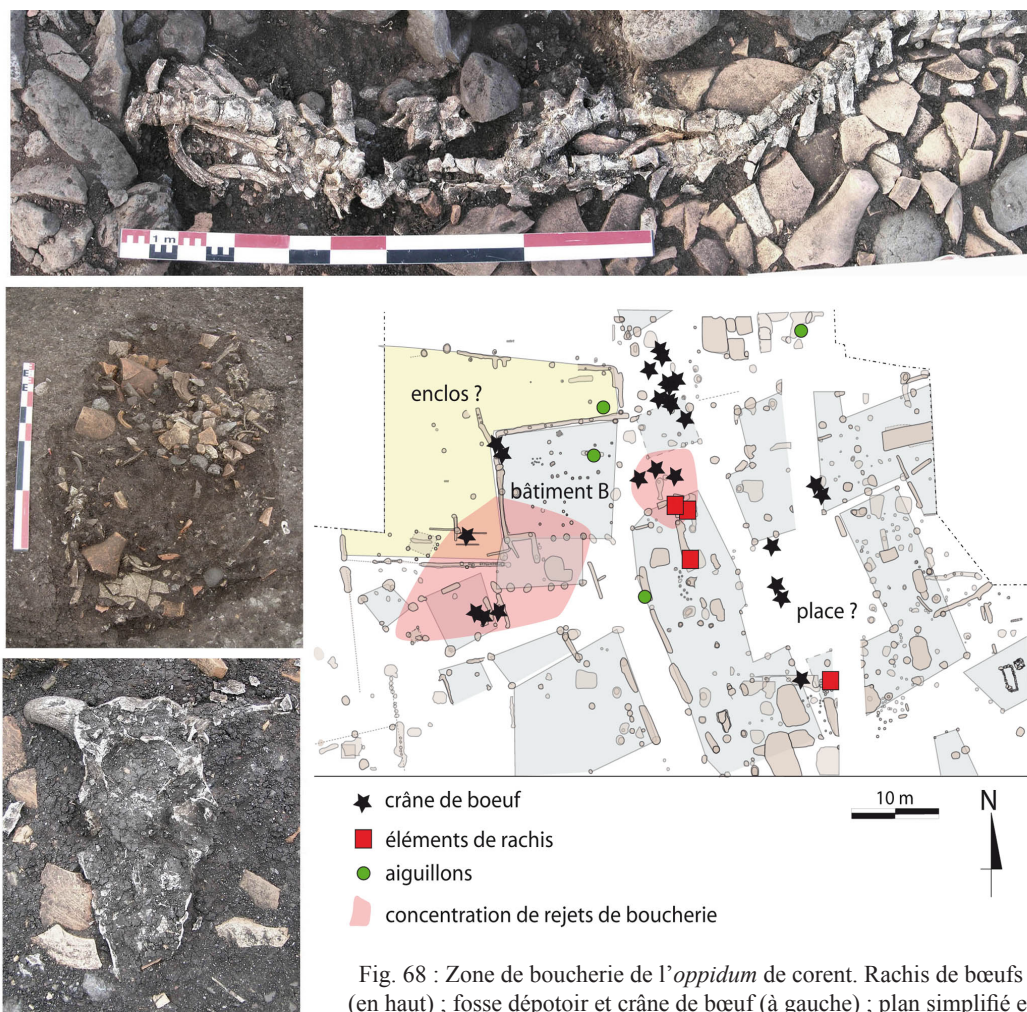 1 m
enclos ?
bâtiment B
place ?
crâne de boeuf
éléments de rachis
aiguillons
concentration de rejets de boucherie
10 m
N
Fig. 68 : Zone de boucherie de l'oppidum de corent. Rachis de bœufs
(en haut) ; fosse dépotoir et crâne de bœuf (à gauche) ; plan simplifié e